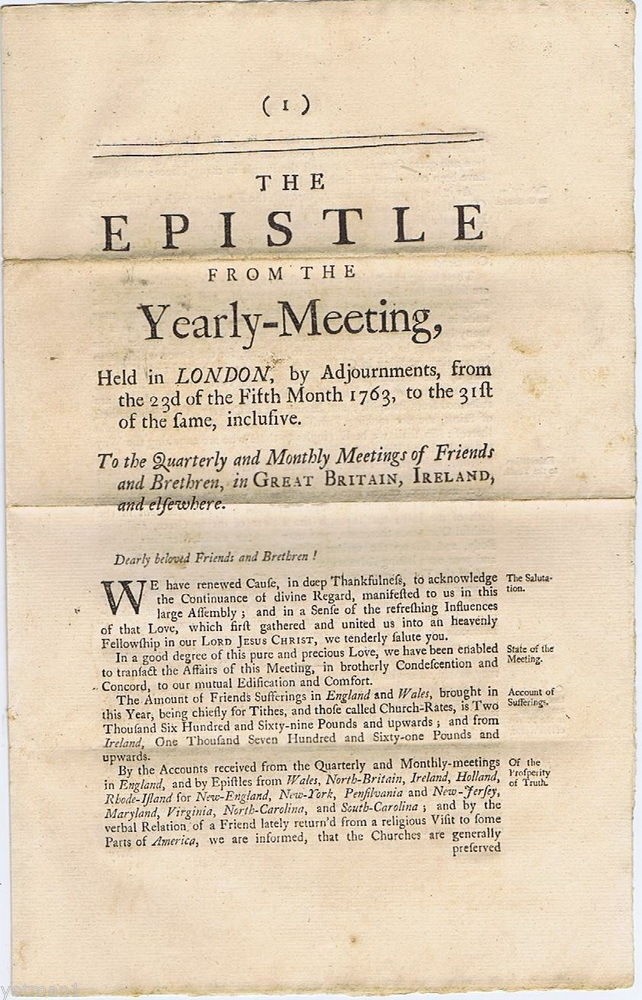 ( 1 )
THE
EPISTLE
FROM THE
Yearly-Meeting,
Held in LONDON, by Adjournments, from
the 23d of the Fifth Month 1763, to the 31ſt
of the ſame, incluſive.
To the Quarterly and Monthly Meetings of Friends
and Brethren, in GREAT BRITAIN, IRELAND,
and elſewhere.
Dearly beloved Friends and Brethren !
WE have renewed Cauſe, in deep Thankfulneſs, to acknowledge
the Continuance of divine Regard, manifeſted to us in this
large Aſſembly ; and in a Senſe of the refreſhing Influences
of that Love, which firſt gathered and united us into an heavenly
Fellowſhip in our LORD JESUS CHRIST, we tenderly ſalute you.
The Saluta-
tion.
In a good degree of this pure and precious Love, we have been enabled
to tranſact the Affairs of this Meeting, in brotherly Condeſcention and
Concord, to our mutual Edification and Comfort.
State of the
Meeting.
The Amount of Friends Sufferings in England and Wales, brought in
this Year, being chiefly for Tithes, and thoſe called Church-Rates, is Two
Thouſand Six Hundred and Sixty-nine Pounds and upwards ; and from
Ireland, One Thouſand Seven Hundred and Sixty-one Pounds and
upwards.
Account of
Sufferings.
By the Accounts received from the Quarterly and Monthly-meetings
in England, and by Epiſtles from Wales, North-Britain, Ireland, Holland,
Rhode-Iſland for New-England, New-York, Penſilvania and New-Jerſey,
Maryland, Virginia, North-Carolina, and South-Carolina ; and by the
verbal Relation of a Friend lately return'd from a religious Viſit to ſome
Parts of America, we are informed, that the Churches are generally
preſerved
Of the
Proſperity
of Truth.